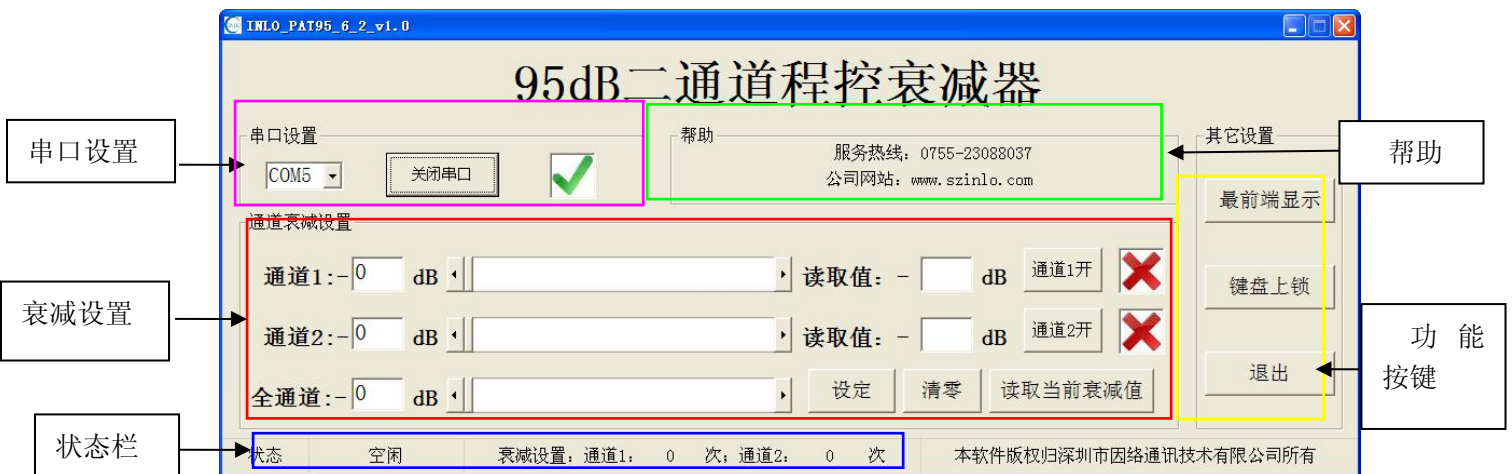 INLO_PAT95_6_2_v1.0
95dB二通道程控衰减器
串口设置
串口设置
COM5
关闭串口
帮助
服务热线：0755-23088037
公司网站：www.szinlo.com
其它设置
帮助
最前端显示
键盘上锁
退出
功 能
按键
衰减设置
通道衰减设置
通道1:-0 dB
读取值：- dB
通道1开
通道2:-0 dB
读取值：- dB
通道2开
全通道:-0 dB
设定
清零
读取当前衰减值
状态栏
状态
空闲
衰减设置：通道1： 0 次；通道2： 0 次
本软件版权归深圳市因络通讯技术有限公司所有